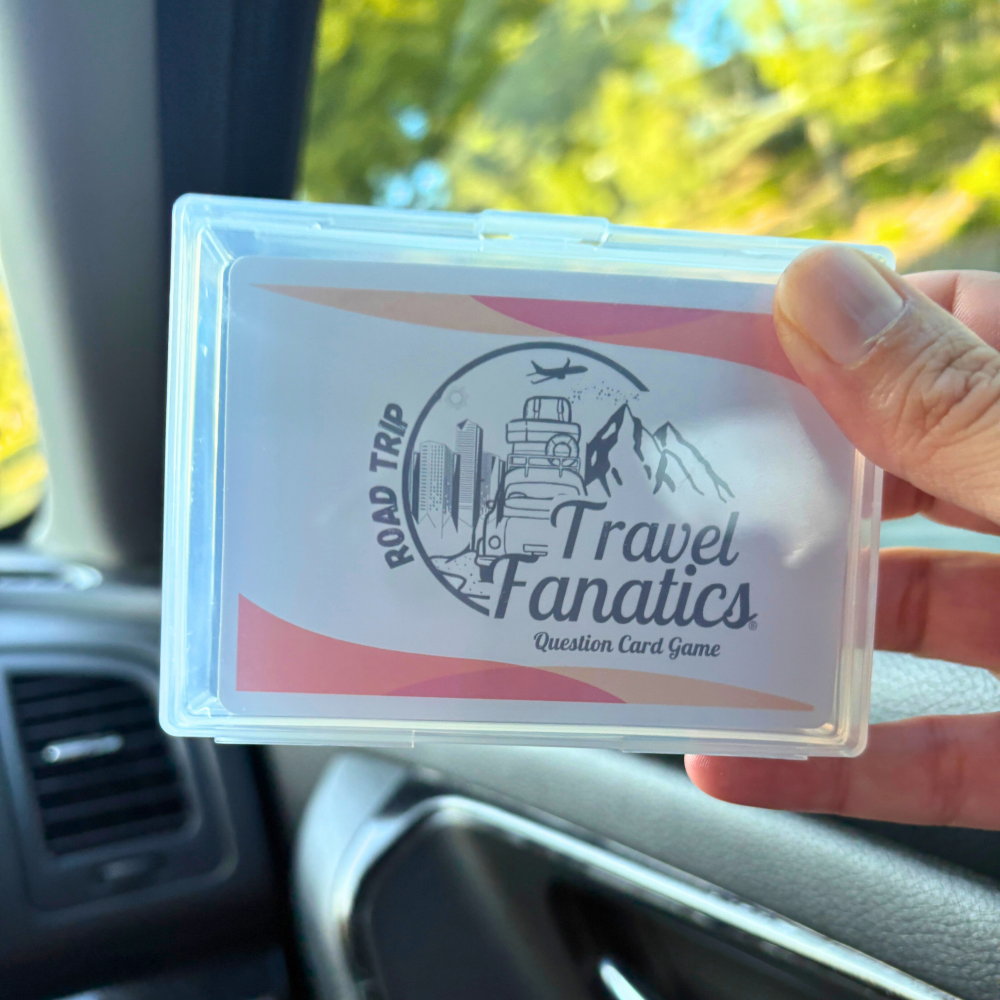 ROAD TRIP
Travel
Fanatics®
Question Card Game